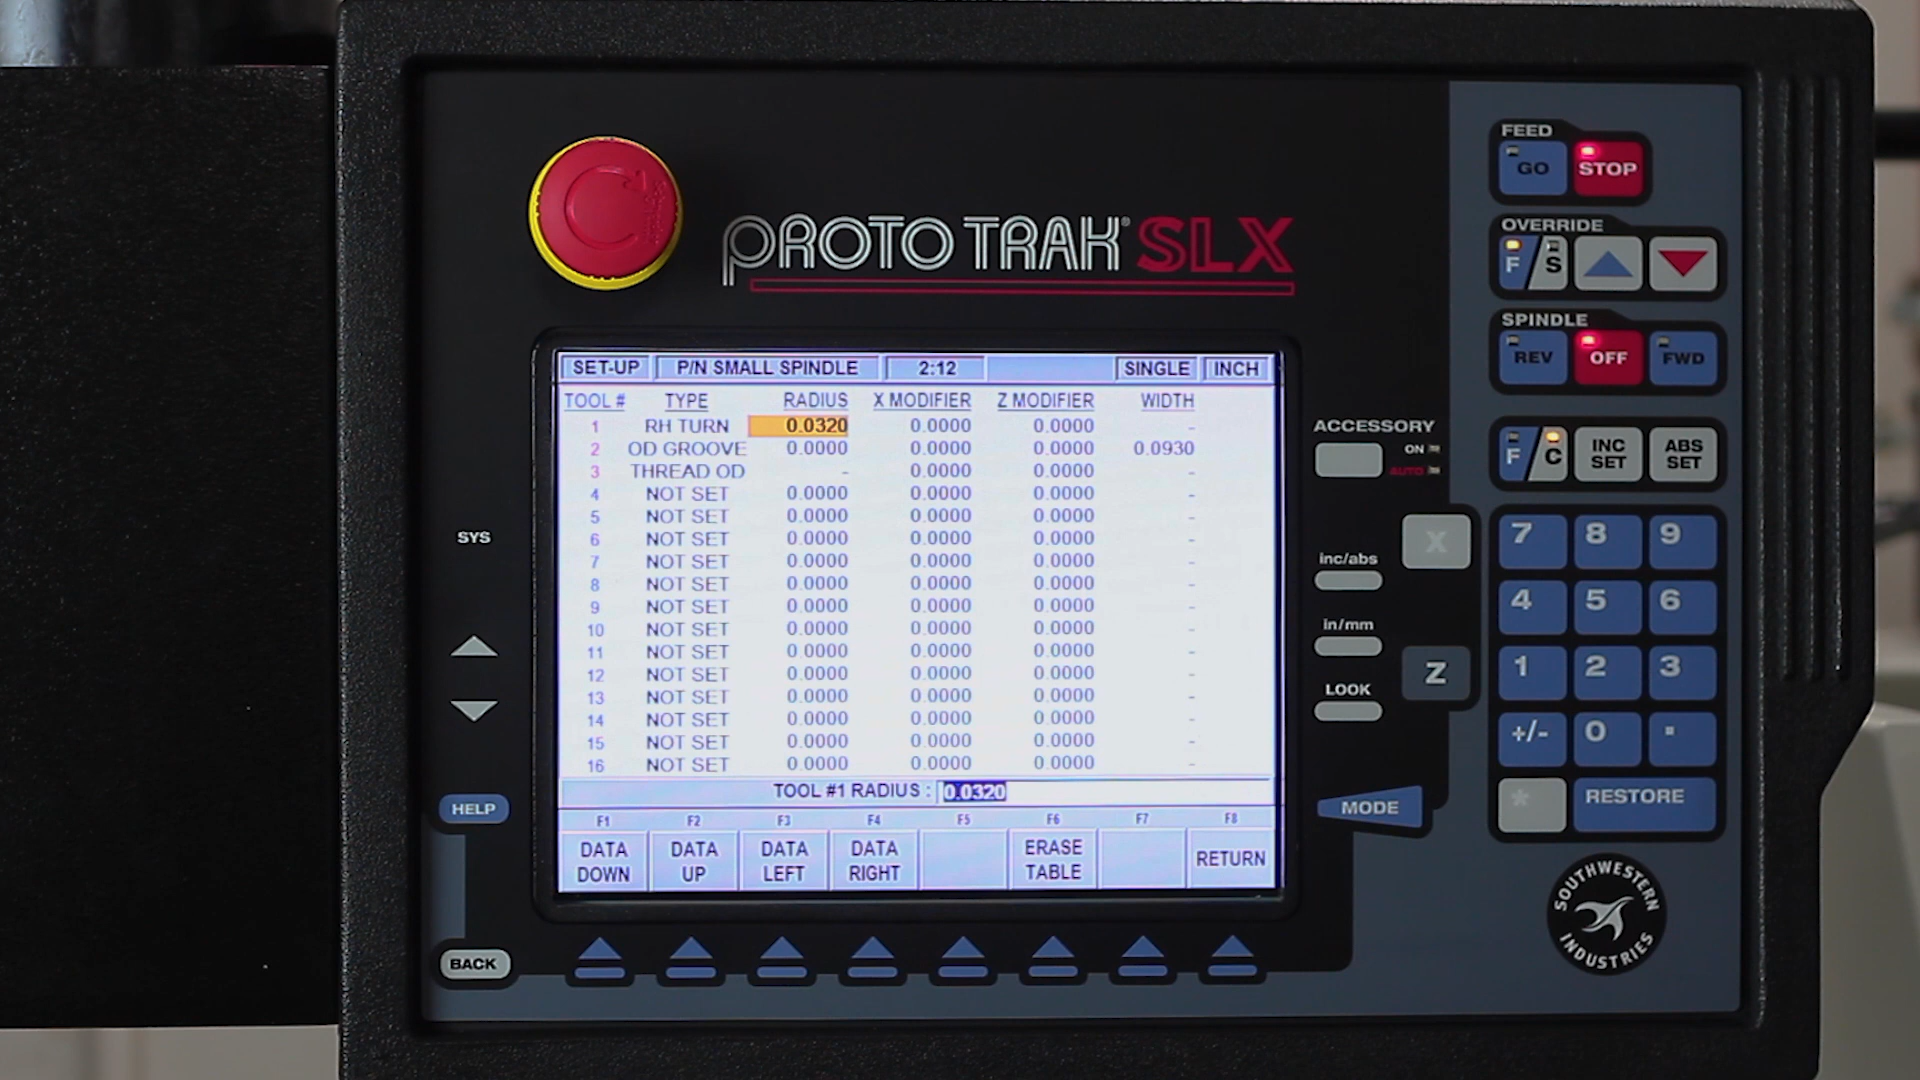 PROTO TRAK® SLX
SET-UP P/N SMALL SPINDLE 2:12 SINGLE INCH
TOOL # TYPE RADIUS X MODIFIER Z MODIFIER WIDTH
1 RH TURN 0.0320 0.0000 0.0000 -
2 OD GROOVE 0.0000 0.0000 0.0000 0.0930
3 THREAD OD - 0.0000 0.0000 -
4 NOT SET 0.0000 0.0000 0.0000 -
5 NOT SET 0.0000 0.0000 0.0000 -
6 NOT SET 0.0000 0.0000 0.0000 -
7 NOT SET 0.0000 0.0000 0.0000 -
8 NOT SET 0.0000 0.0000 0.0000 -
9 NOT SET 0.0000 0.0000 0.0000 -
10 NOT SET 0.0000 0.0000 0.0000 -
11 NOT SET 0.0000 0.0000 0.0000 -
12 NOT SET 0.0000 0.0000 0.0000 -
13 NOT SET 0.0000 0.0000 0.0000 -
14 NOT SET 0.0000 0.0000 0.0000 -
15 NOT SET 0.0000 0.0000 0.0000 -
16 NOT SET 0.0000 0.0000 0.0000 -
TOOL #1 RADIUS : 0.0320
F1 F2 F3 F4 F5 F6 F7 F8
DATA DOWN
DATA UP
DATA LEFT
DATA RIGHT
ERASE TABLE
RETURN
SYS
HELP
BACK
FEED
GO STOP
OVERRIDE
F S
SPINDLE
REV OFF FWD
ACCESSORY
ON
AUTO
F C
INC SET
ABS SET
inc/abs
in/mm
LOOK
X
Z
MODE
7 8 9
4 5 6
1 2 3
+/- 0 .
* RESTORE
SOUTHWESTERN INDUSTRIES